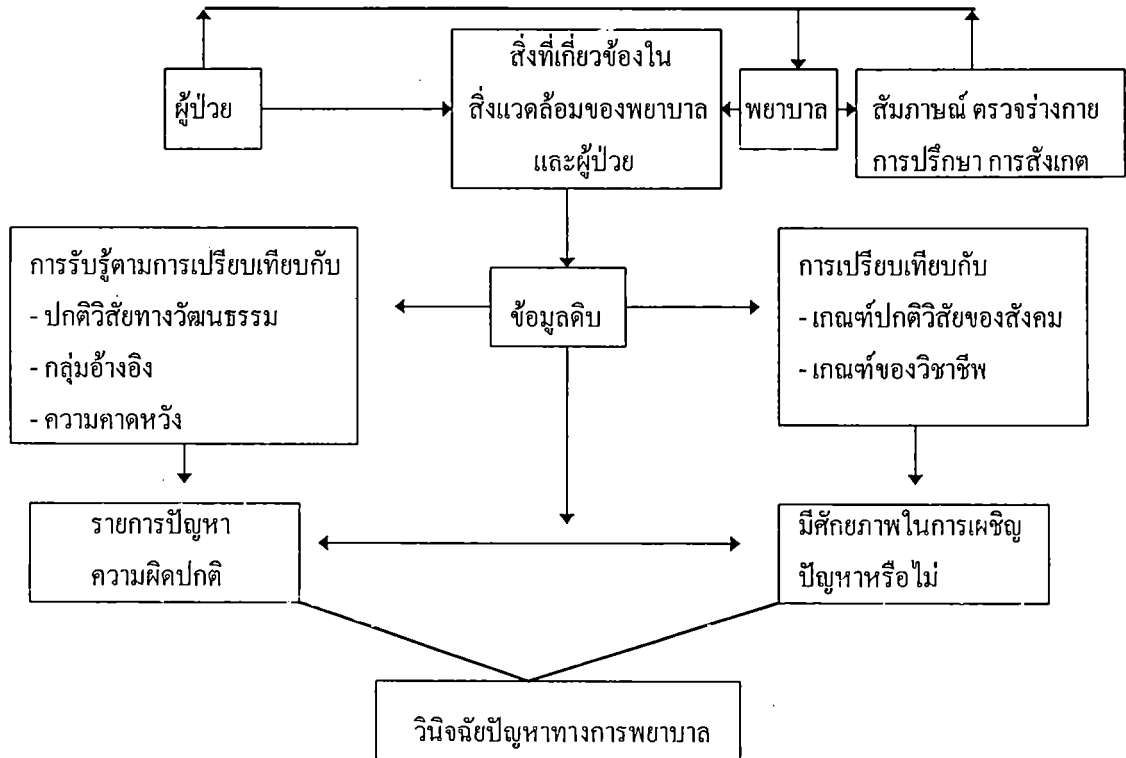 ผู้ป่วย
สิ่งที่เกี่ยวข้องใน
สิ่งแวดล้อมของพยาบาล
และผู้ป่วย
พยาบาล
สัมภาษณ์ ตรวจร่างกาย
การปรึกษา การสังเกต
การรับรู้ตามการเปรียบเทียบกับ
- ปกติวิสัยทางวัฒนธรรม
- กลุ่มอ้างอิง
- ความคาดหวัง
ข้อมูลดิบ
การเปรียบเทียบกับ
- เกณฑ์ปกติวิสัยของสังคม
- เกณฑ์ของวิชาชีพ
รายการปัญหา
ความผิดปกติ
มีศักยภาพในการเผชิญ
ปัญหาหรือไม่
วินิจฉัยปัญหาทางการพยาบาล